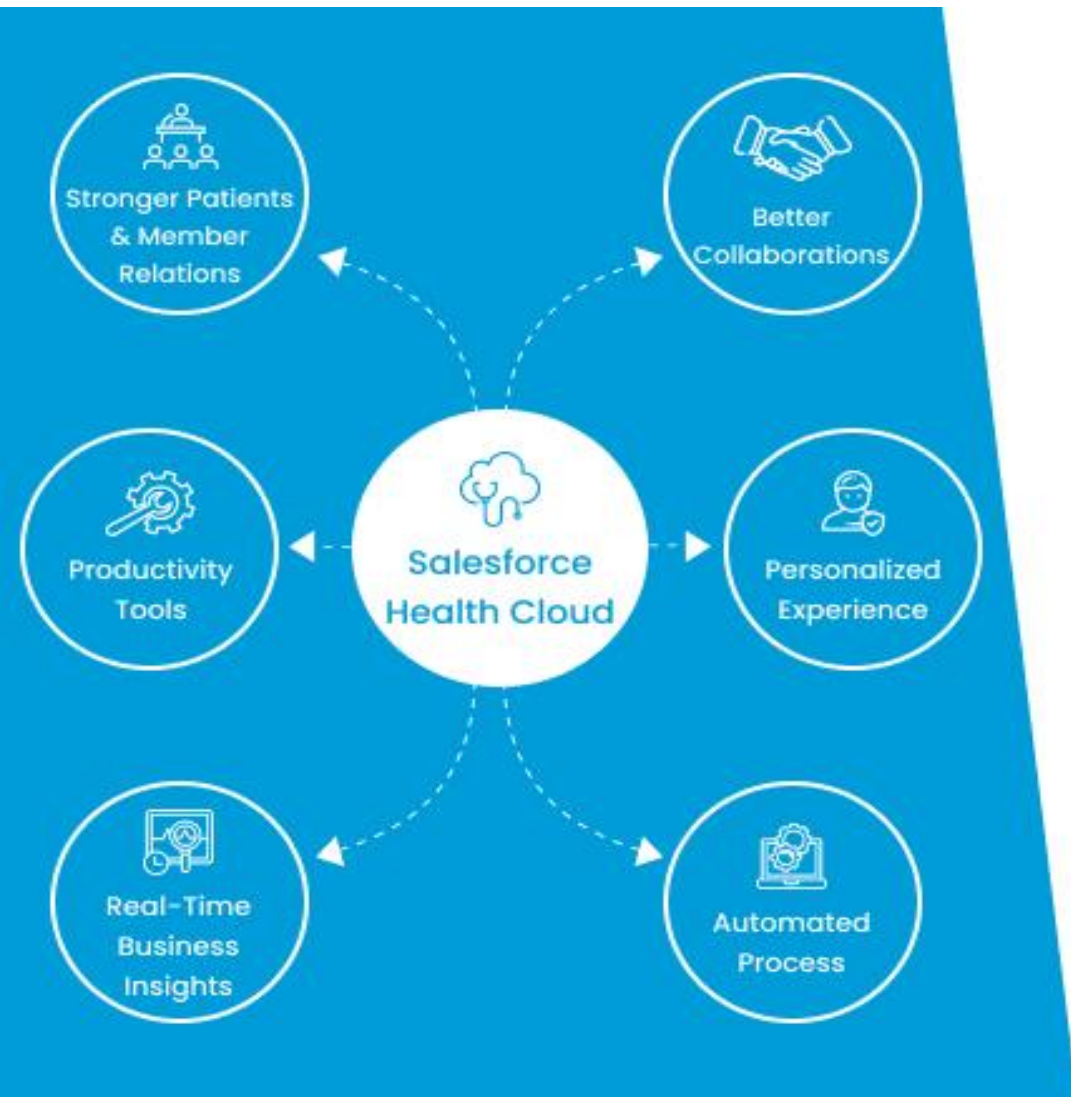 Stronger Patients
& Member
Relations
Better
Collaborations
Productivity
Tools
Salesforce
Health Cloud
Personalized
Experience
Real-Time
Business
Insights
Automated
Process